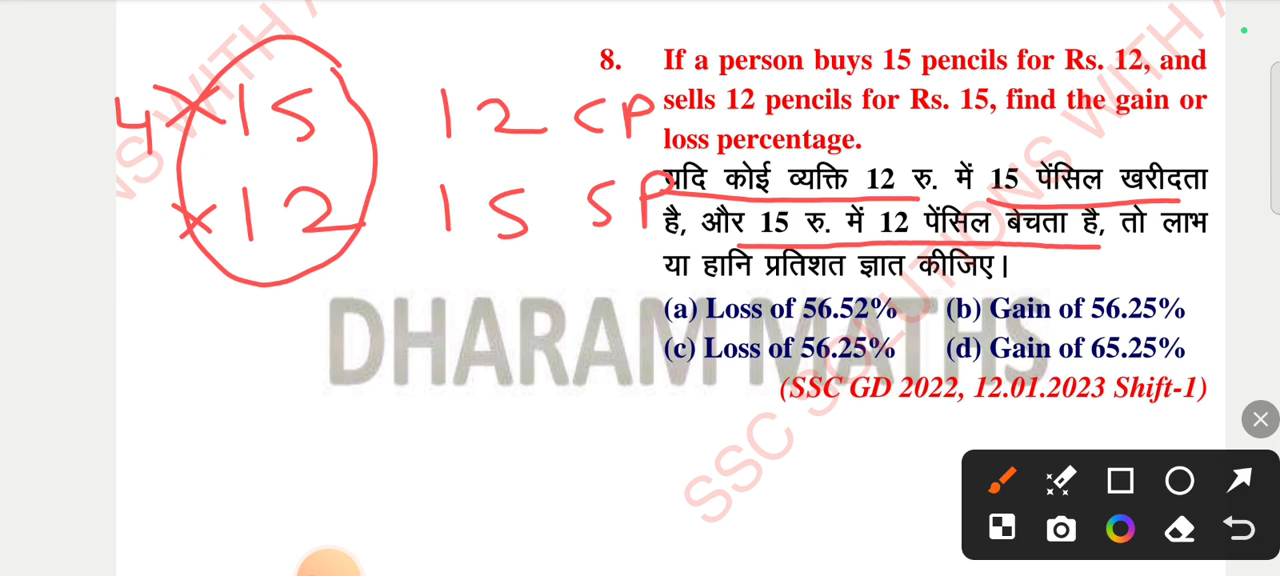 8. If a person buys 15 pencils for Rs. 12, and
sells 12 pencils for Rs. 15, find the gain or
loss percentage.
यदि कोई व्यक्ति 12 रु. में 15 पेंसिल खरीदता
है, और 15 रु. में 12 पेंसिल बेचता है, तो लाभ
या हानि प्रतिशत ज्ञात कीजिए।
(a) Loss of 56.52% (b) Gain of 56.25%
(c) Loss of 56.25% (d) Gain of 65.25%
(SSC GD 2022, 12.01.2023 Shift-1)
4 × 15 12 CP
× 12 15 SP
DHARAM MATHS
SSC SOLUTIONS WITH A
NS WITH A